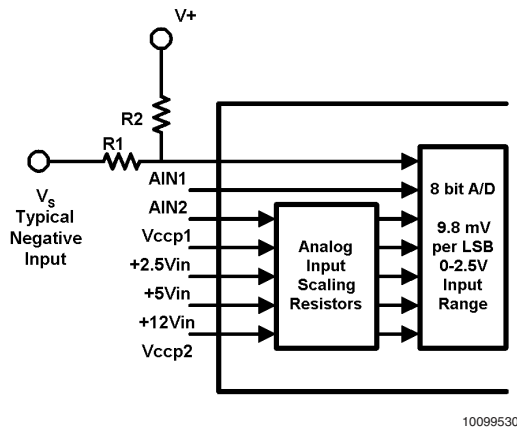 V+
R2
R1
Vs
Typical
Negative
Input
AIN1
AIN2
Vccp1
+2.5Vin
+5Vin
+12Vin
Vccp2
Analog
Input
Scaling
Resistors
8 bit A/D
9.8 mV
per LSB
0-2.5V
Input
Range
10099530